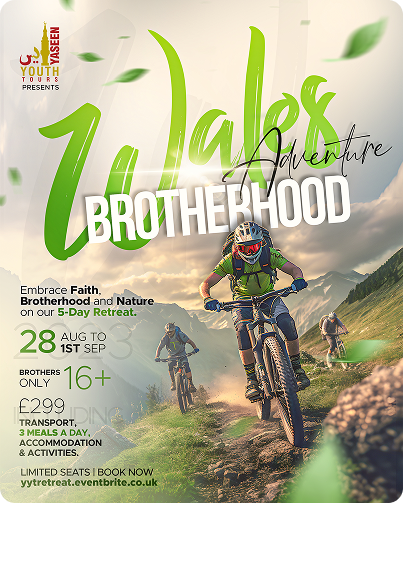 YASEEN
YOUTH
TOURS
PRESENTS
Wales
Adventure
BROTHERHOOD
Embrace Faith,
Brotherhood and Nature
on our 5-Day Retreat.
28 AUG TO
1ST SEP
BROTHERS
ONLY 16+
£299
TRANSPORT,
3 MEALS A DAY,
ACCOMMODATION
& ACTIVITIES.
LIMITED SEATS | BOOK NOW
yytretreat.eventbrite.co.uk